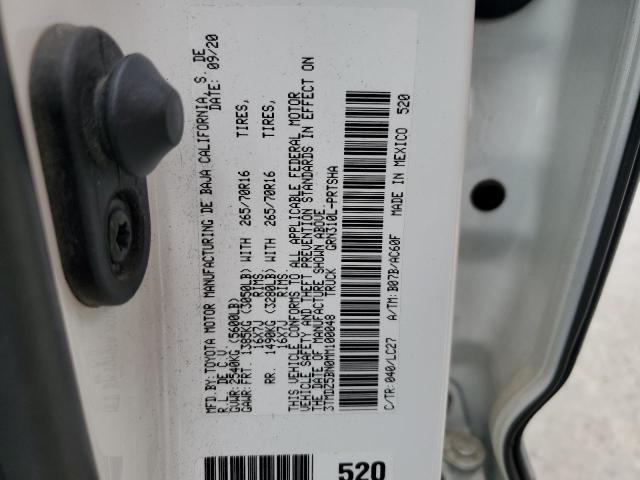 MFD.BY:TOYOTA MOTOR MANUFACTURING DE BAJA CALIFORNIA S. DE
R.L. DE C.V. DATE: 09/20
GVWR:2540KG(5600LB)
GAWR:FRT. 1385KG (3050LB) WITH 265/70R16 TIRES,
16X7J RIMS,
RR. 1490KG (3280LB) WITH 265/70R16 TIRES,
16X7J RIMS.
THIS VEHICLE CONFORMS TO ALL APPLICABLE FEDERAL MOTOR
VEHICLE SAFETY AND THEFT PREVENTION STANDARDS IN EFFECT ON
THE DATE OF MANUFACTURE SHOWN ABOVE.
3TMDZ5BN0MM100048 TRUCK GRN310L-PRTSHA
C/TR:040/LC27 A/TM:B07B/AC60F MADE IN MEXICO 520
520